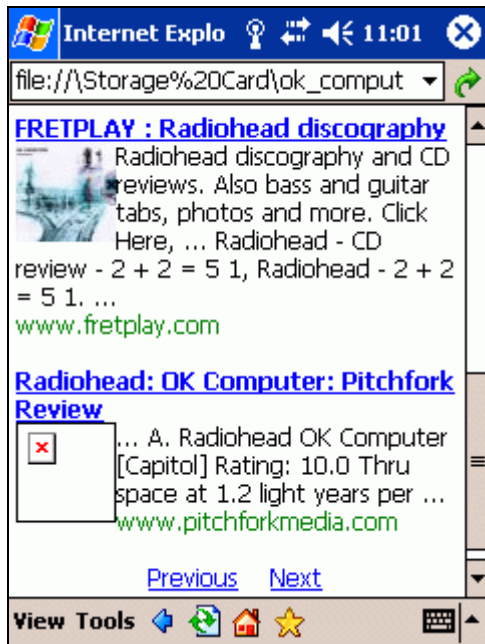 Internet Explo 11:01
file://\Storage%20Card\ok_comput
FRETPLAY : Radiohead discography
Radiohead discography and CD
reviews. Also bass and guitar
tabs, photos and more. Click
Here, ... Radiohead - CD
review - 2 + 2 = 5 1, Radiohead - 2 + 2
= 5 1. ...
www.fretplay.com
Radiohead: OK Computer: Pitchfork
Review
... A. Radiohead OK Computer
[Capitol] Rating: 10.0 Thru
space at 1.2 light years per ...
www.pitchforkmedia.com
Previous Next
View Tools